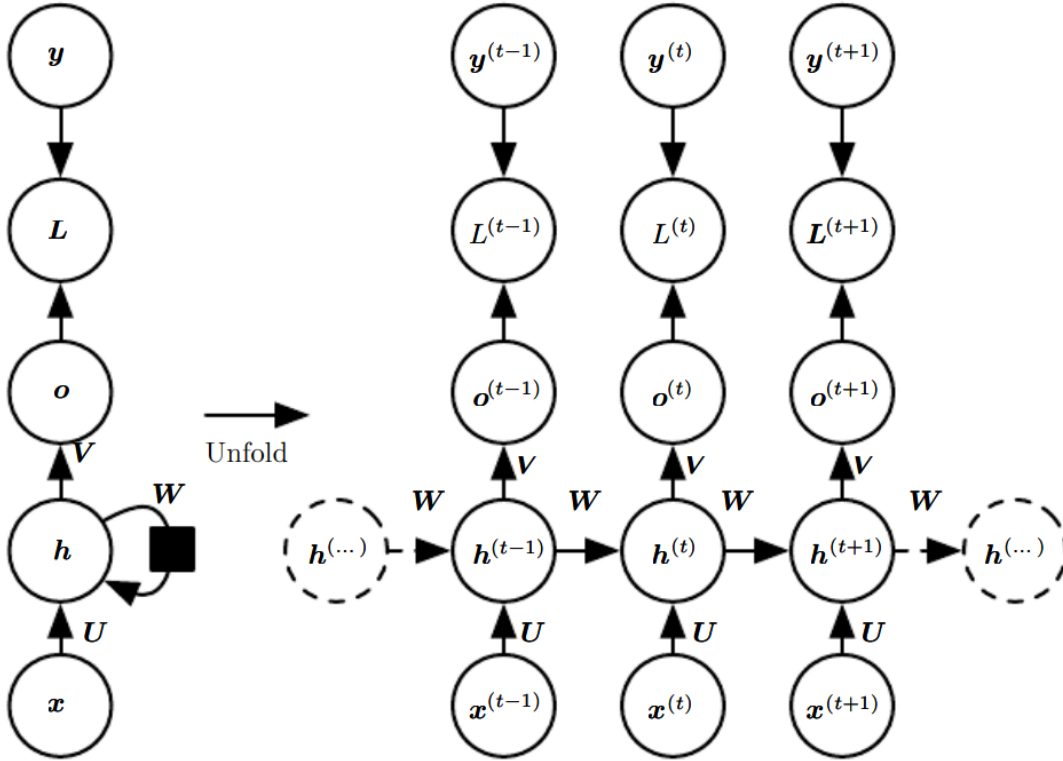 y y^(t−1) y^(t) y^(t+1)
L L^(t−1) L^(t) L^(t+1)
o o^(t−1) o^(t) o^(t+1)
Unfold
V V V V
W W W W W
h h^(...) h^(t−1) h^(t) h^(t+1) h^(...)
U U U U
x x^(t−1) x^(t) x^(t+1)